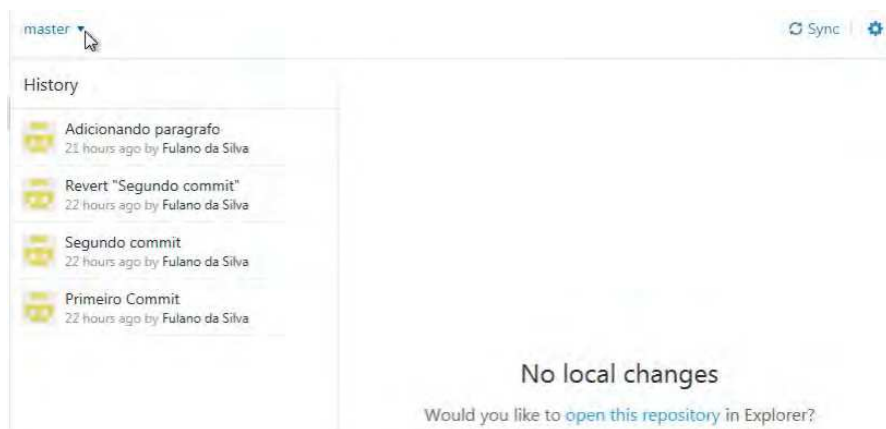 master
Sync
History
Adicionando paragrafo
21 hours ago by Fulano da Silva
Revert "Segundo commit"
22 hours ago by Fulano da Silva
Segundo commit
22 hours ago by Fulano da Silva
Primeiro Commit
22 hours ago by Fulano da Silva
No local changes
Would you like to open this repository in Explorer?